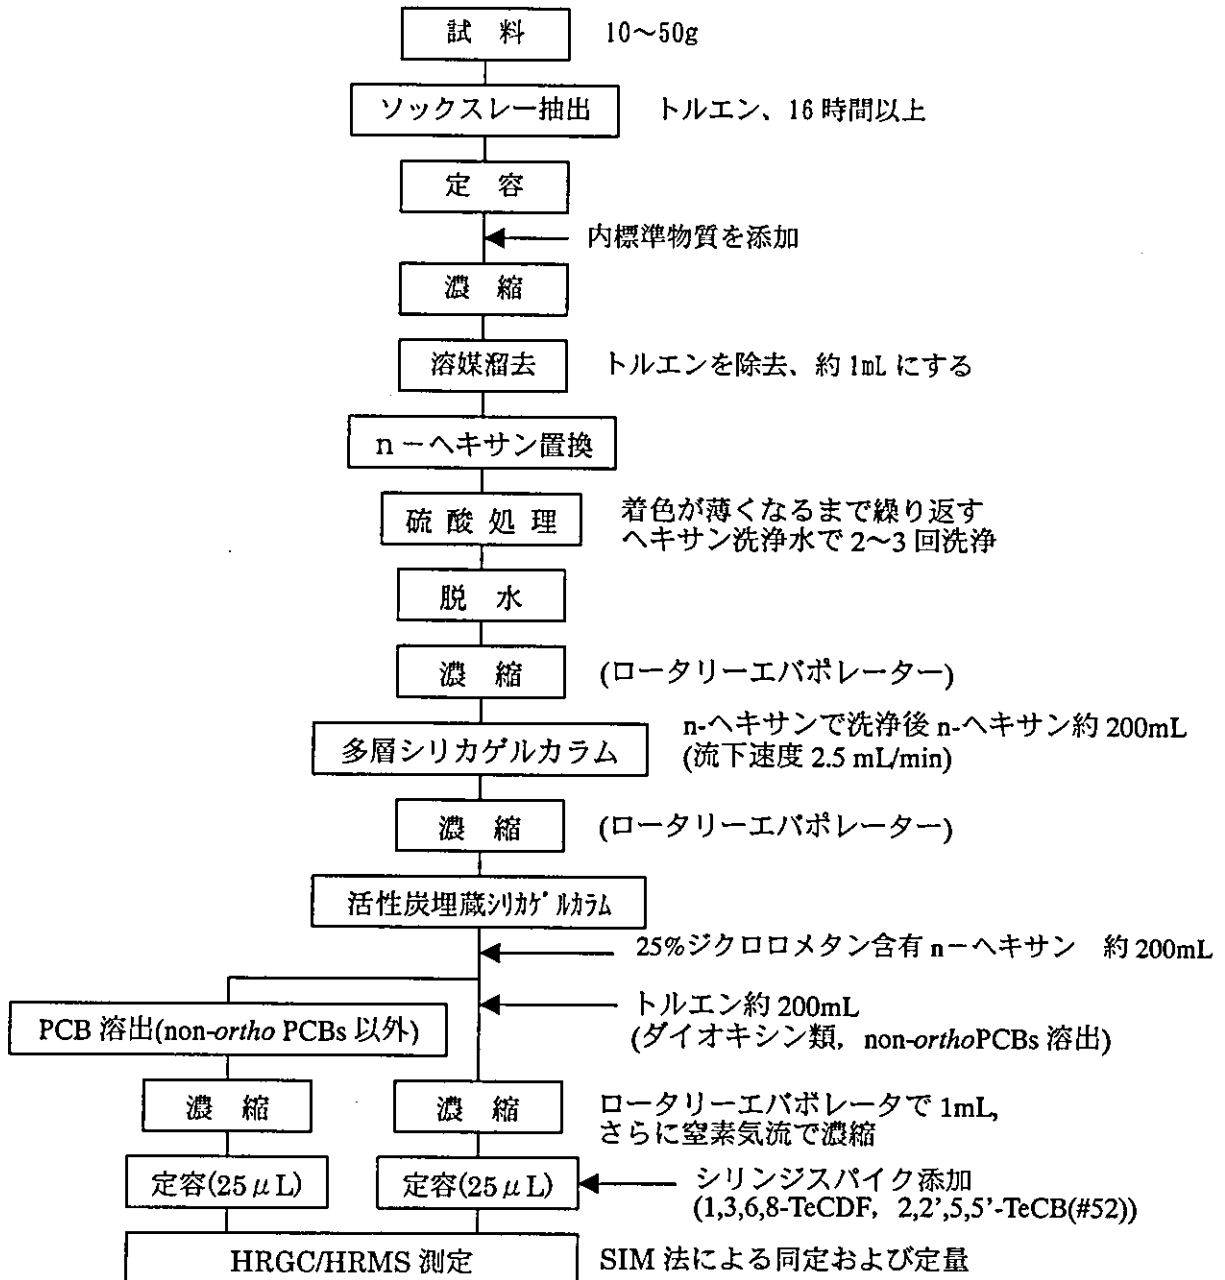 試 料 10～50g
ソックスレー抽出 トルエン、16 時間以上
定 容
内標準物質を添加
濃 縮
溶媒溜去 トルエンを除去、約 1mL にする
n－ヘキサン置換
硫 酸 処 理 着色が薄くなるまで繰り返す
ヘキサン洗浄水で 2～3 回洗浄
脱 水
濃 縮 (ロータリーエバポレーター)
多層シリカゲルカラム n-ヘキサンで洗浄後 n-ヘキサン約 200mL
(流下速度 2.5 mL/min)
濃 縮 (ロータリーエバポレーター)
活性炭埋蔵ｼﾘｶｹﾞﾙｶﾗﾑ
25%ジクロロメタン含有 n－ヘキサン 約 200mL
トルエン約 200mL
PCB 溶出(non-ortho PCBs 以外) (ダイオキシン類, non-orthoPCBs 溶出)
濃 縮 濃 縮 ロータリーエバポレータで 1mL,
さらに窒素気流で濃縮
定容(25μL) 定容(25μL) シリンジスパイク添加
(1,3,6,8-TeCDF, 2,2',5,5'-TeCB(#52))
HRGC/HRMS 測定 SIM 法による同定および定量